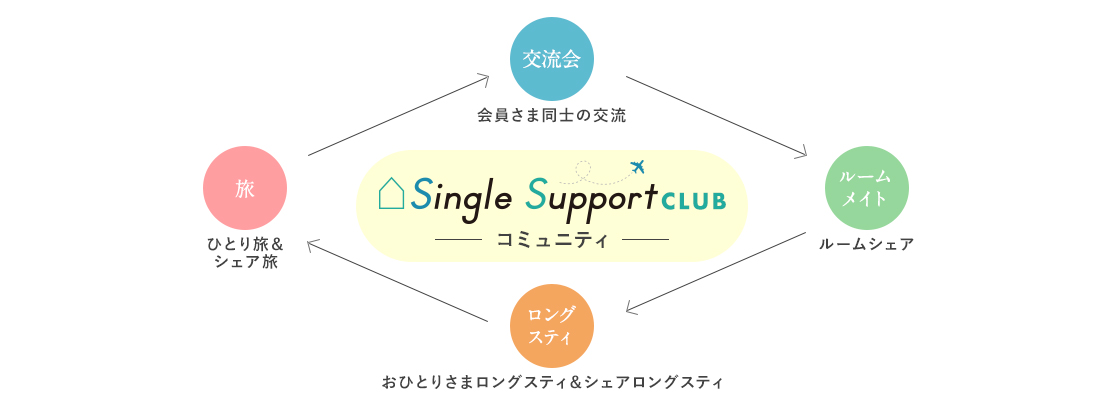 交流会
会員さま同士の交流
旅
ひとり旅&
シェア旅
Single Support CLUB
コミュニティ
ルーム
メイト
ルームシェア
ロング
スティ
おひとりさまロングスティ&シェアロングスティ